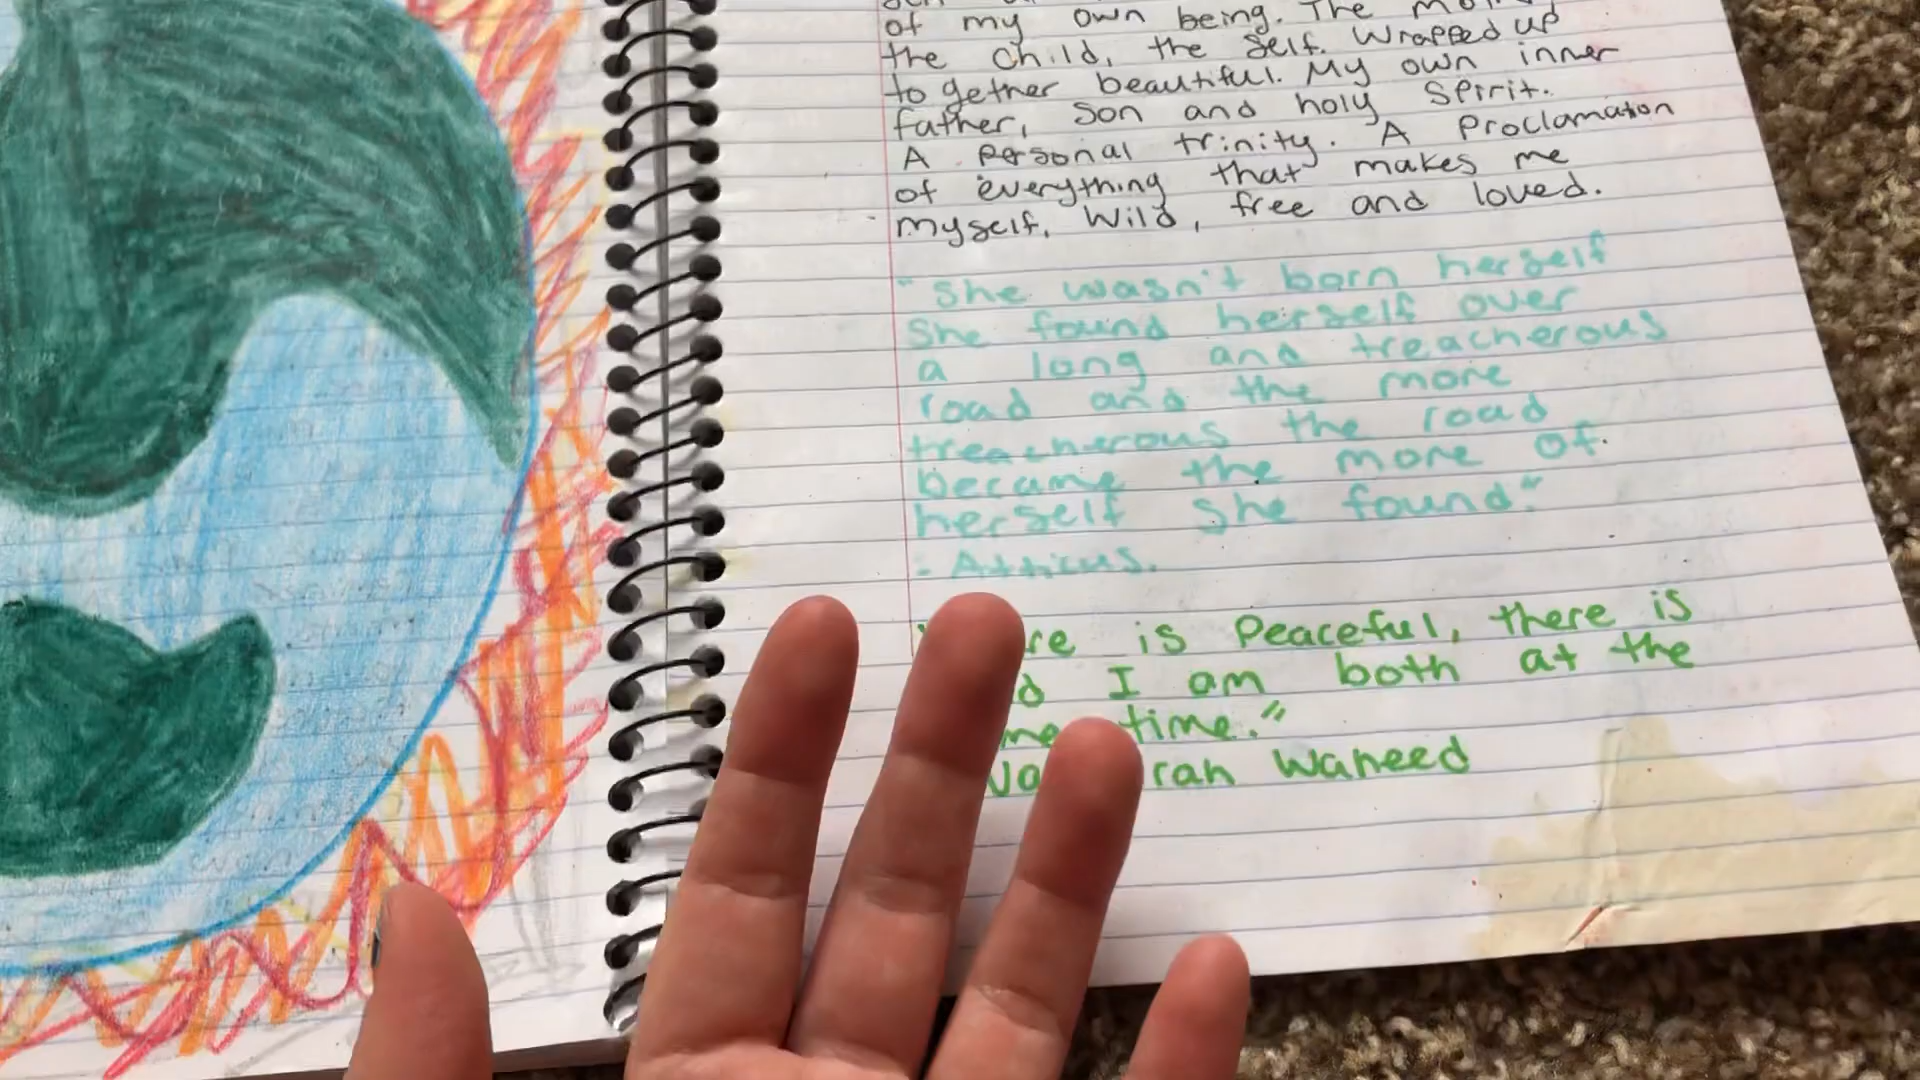 of my own being. The
the child, the self. Wrapped up
together beautiful. My own inner
father, Son and holy Spirit.
A Personal trinity. A Proclamaton
of everything that makes me
myself. Wild, free and loved.
"She wasn't born herself
She found herself over
a long and treacherous
road and the more
treacherous the road
became the more of
herself she found."
- Atticus.
is Peaceful, there is
I am both at the
time."
Waheed